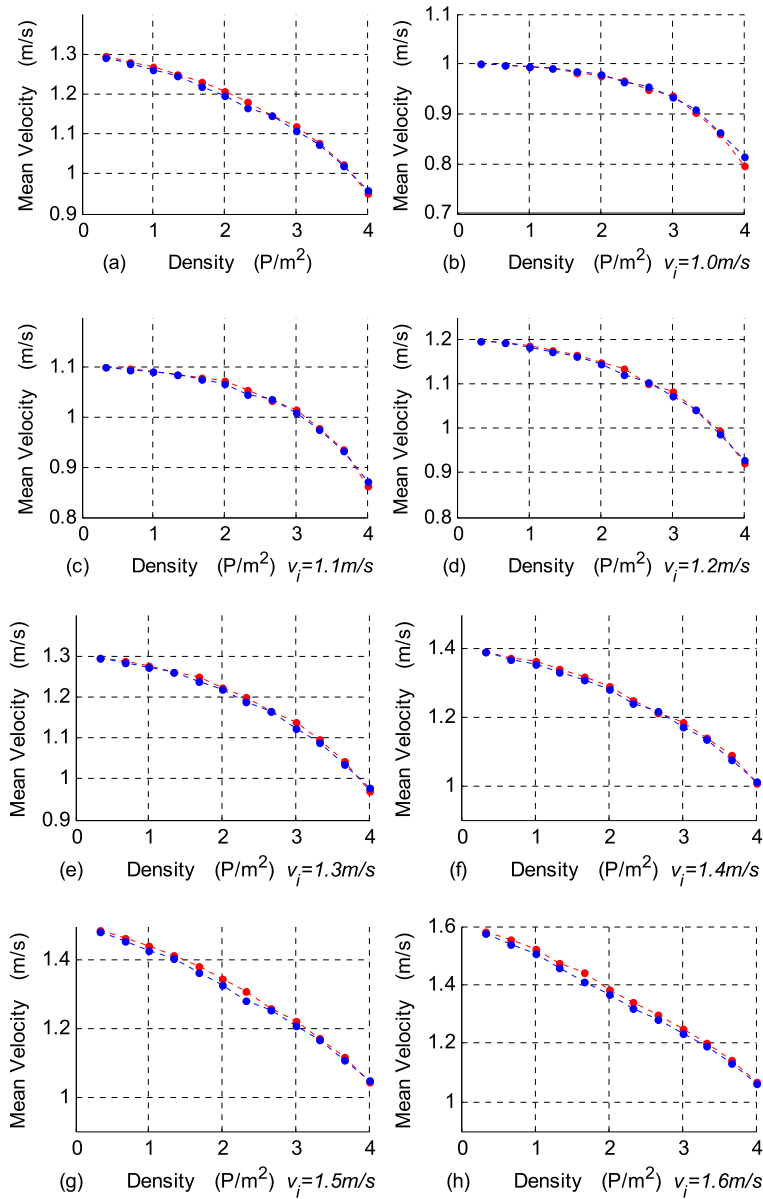 Mean Velocity (m/s)
1.3
1.2
1.1
1
0.9
0 1 2 3 4
(a) Density (P/m²)
Mean Velocity (m/s)
1.1
1
0.9
0.8
0.7
0 1 2 3 4
(b) Density (P/m²) vᵢ=1.0m/s
Mean Velocity (m/s)
1.1
1
0.9
0.8
0 1 2 3 4
(c) Density (P/m²) vᵢ=1.1m/s
Mean Velocity (m/s)
1.2
1.1
1
0.9
0.8
0 1 2 3 4
(d) Density (P/m²) vᵢ=1.2m/s
Mean Velocity (m/s)
1.3
1.2
1.1
1
0.9
0 1 2 3 4
(e) Density (P/m²) vᵢ=1.3m/s
Mean Velocity (m/s)
1.4
1.2
1
0 1 2 3 4
(f) Density (P/m²) vᵢ=1.4m/s
Mean Velocity (m/s)
1.4
1.2
1
0 1 2 3 4
(g) Density (P/m²) vᵢ=1.5m/s
Mean Velocity (m/s)
1.6
1.4
1.2
1
0 1 2 3 4
(h) Density (P/m²) vᵢ=1.6m/s